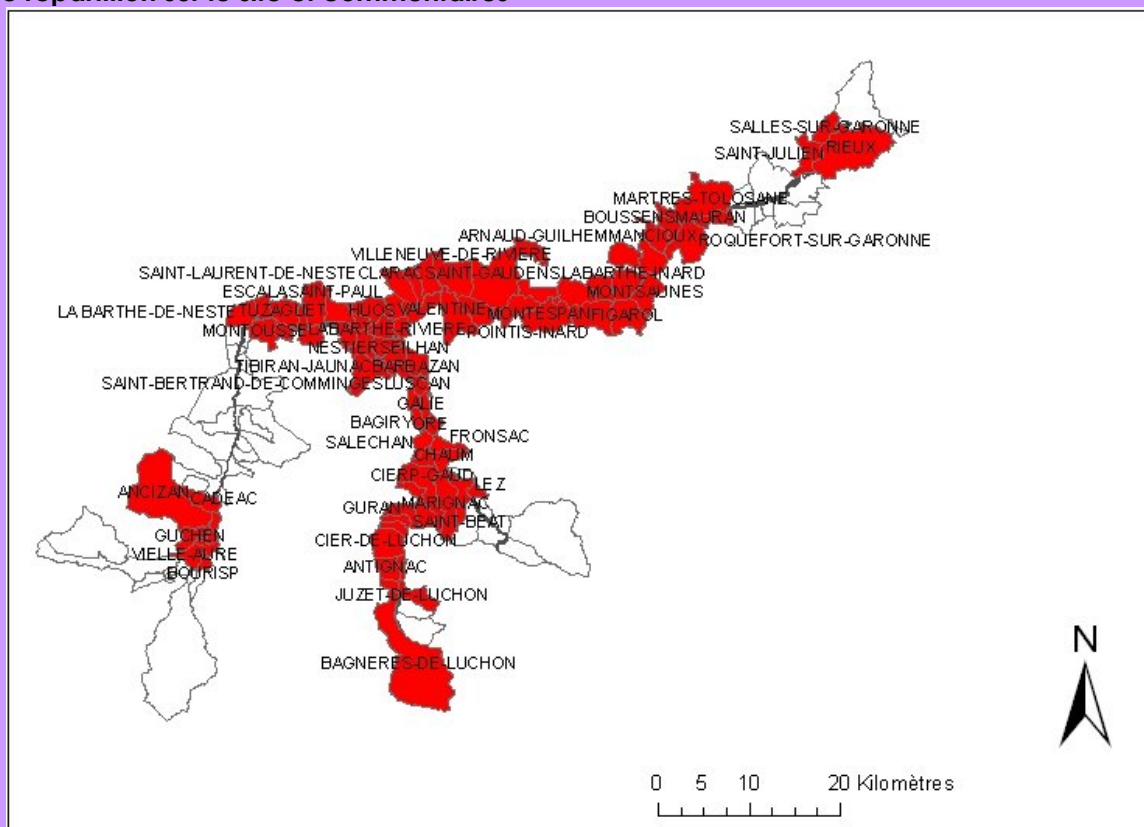 SALLES-SUR-GARONNE
SAINT-JULIEN
RIEUX
MARTRES-TOLOSANE
BOUSSENS
MAURAN
ARNAUD-GUILHEM
MANCIOUX
ROQUEFORT-SUR-GARONNE
VILLENEUVE-DE-RIVIERE
SAINT-LAURENT-DE-NESTE
CLARAC
SAINT-GAUDENS
LABARTHE-INARD
ESCALA
SAINT-PAUL
MONTSAUNES
LA BARTHE-DE-NESTE
TUZAGUET
HUOS
VALENTINE
MONTESPAN
FIGAROL
MONTOUSSE
LABARTHE-RIVIERE
POINTIS-INARD
NESTIER
SEILHAN
TIBIRAN-JAUNAC
BARBAZAN
SAINT-BERTRAND-DE-COMMINGES
LUSCAN
GALIE
BAGIRY
ORE
SALECHAN
FRONSAC
CHAUM
CIERP-GAUD
LEZ
ANCIZAN
CADEAC
GURAN
MARIGNAC
SAINT-BEAT
GUCHEN
CIER-DE-LUCHON
VIELLE-AURE
BOURISP
ANTIGNAC
JUZET-DE-LUCHON
BAGNERES-DE-LUCHON
N
0 5 10 20 Kilomètres